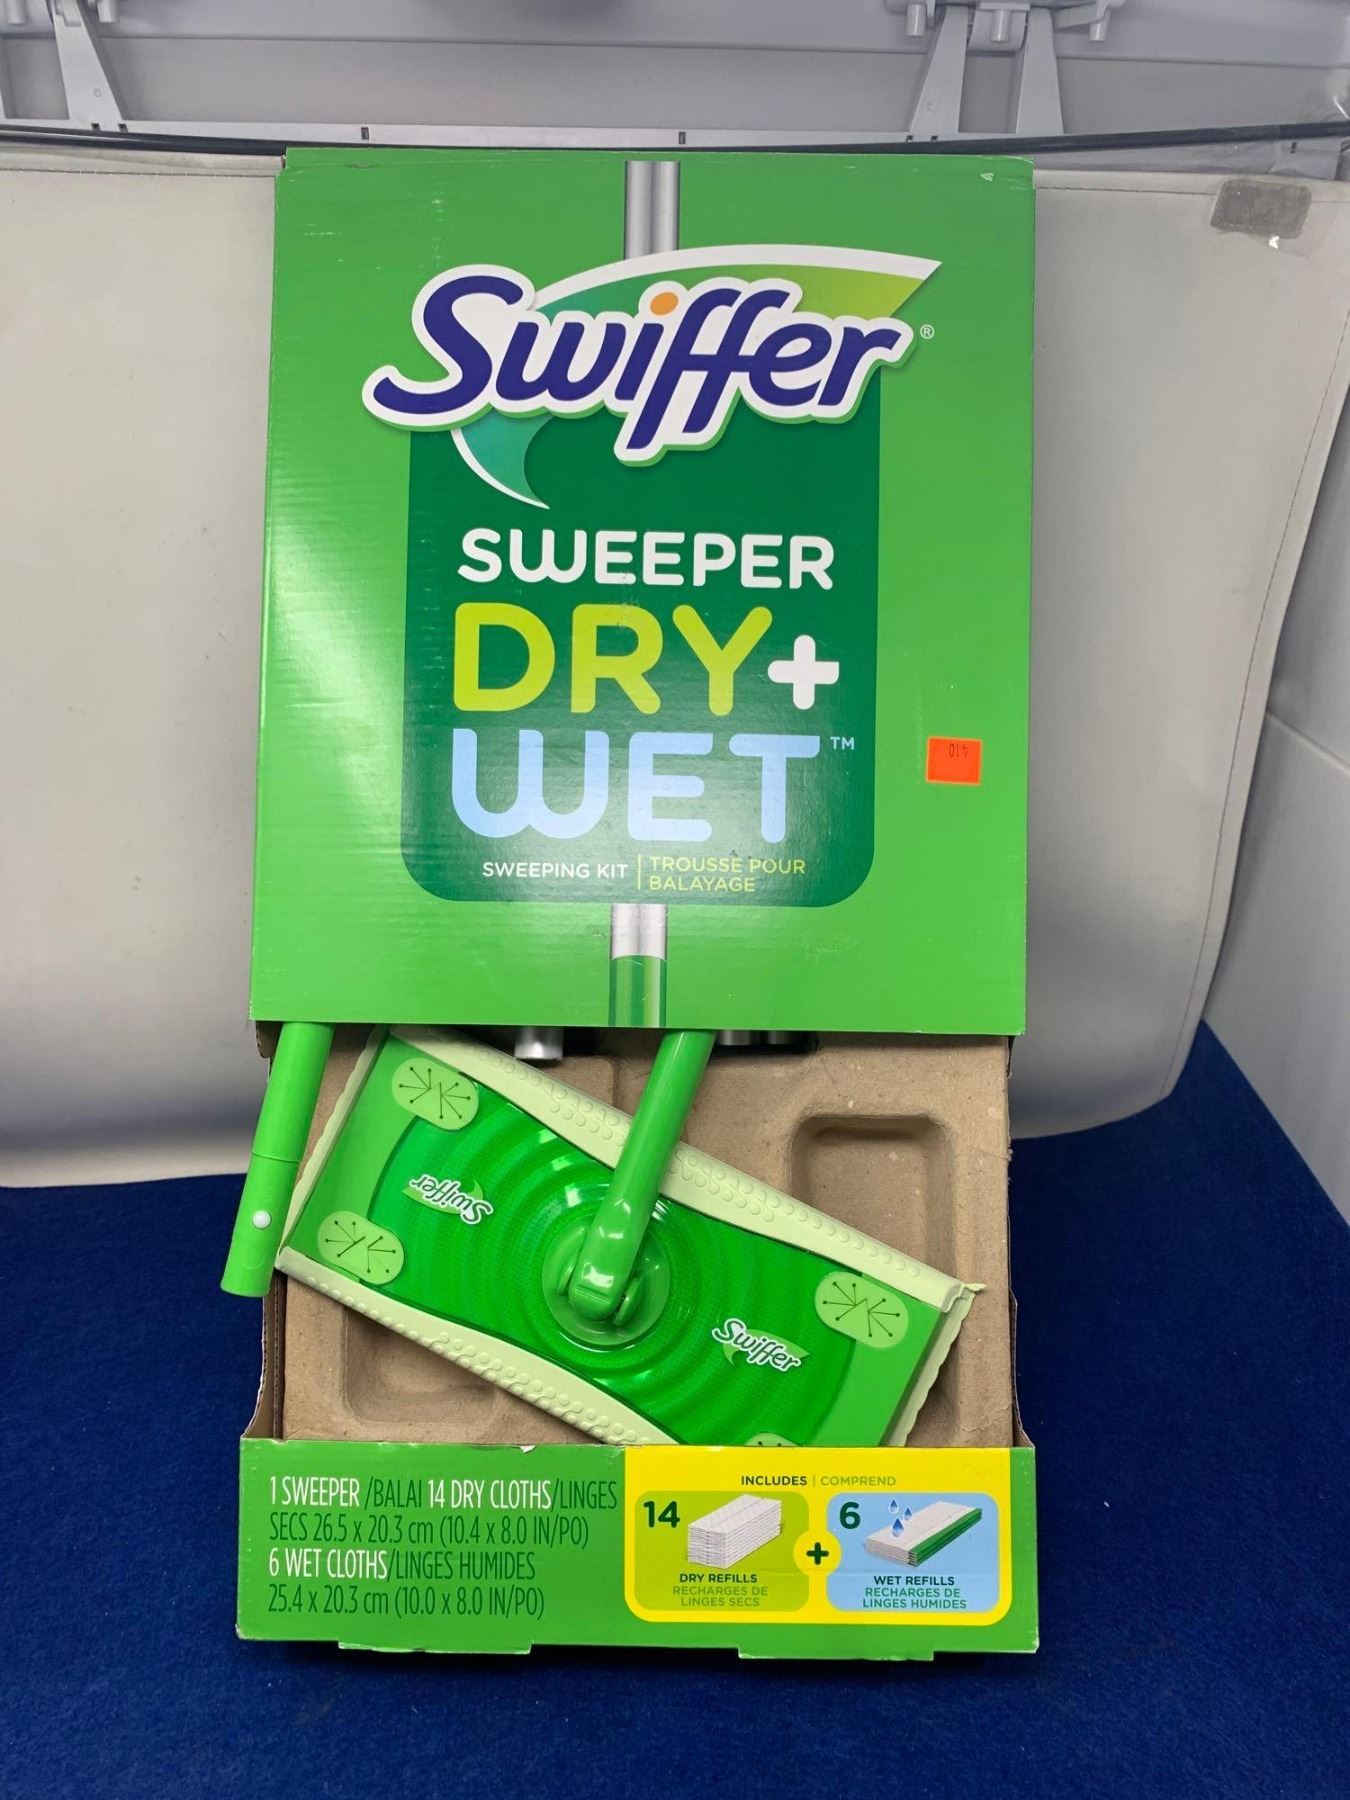 Swiffer®
SWEEPER
DRY+
WET™
SWEEPING KIT | TROUSSE POUR
BALAYAGE
410
Swiffer
Swiffer
1 SWEEPER /BALAI 14 DRY CLOTHS/LINGES
SECS 26.5 x 20.3 cm (10.4 x 8.0 IN/PO)
6 WET CLOTHS/LINGES HUMIDES
25.4 x 20.3 cm (10.0 x 8.0 IN/PO)
INCLUDES | COMPREND
14
DRY REFILLS
RECHARGES DE
LINGES SECS
+
6
WET REFILLS
RECHARGES DE
LINGES HUMIDES